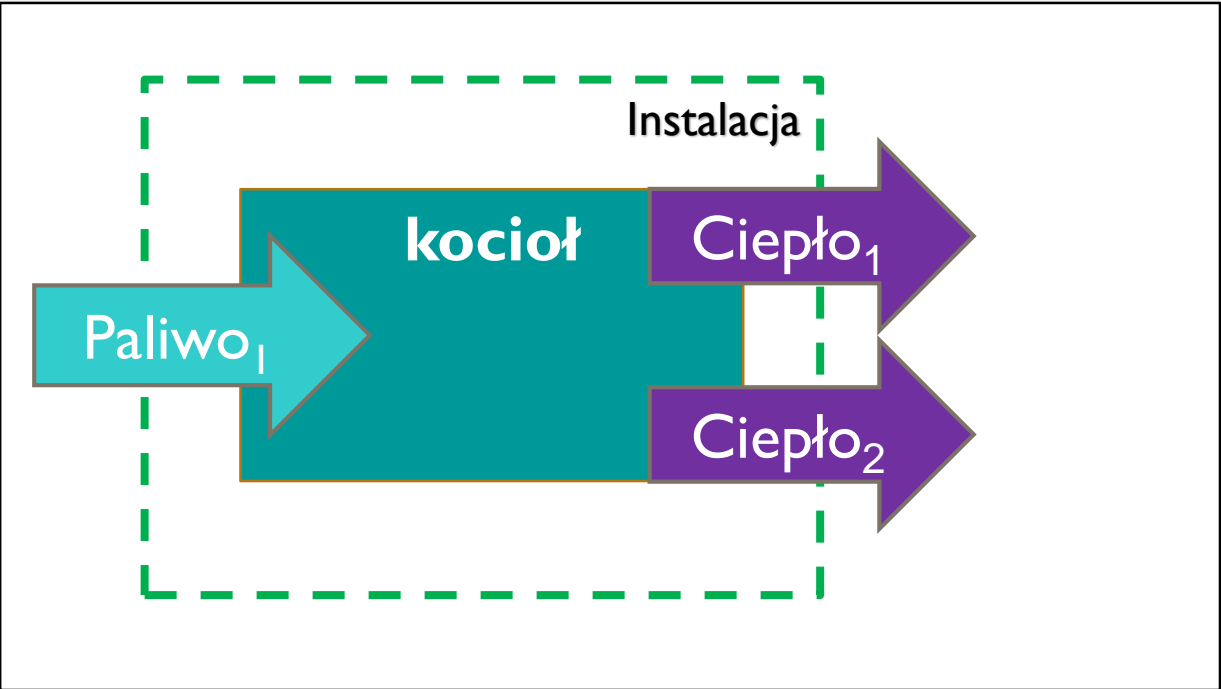 Instalacja
kocioł
Ciepło₁
Paliwo₁
Ciepło₂